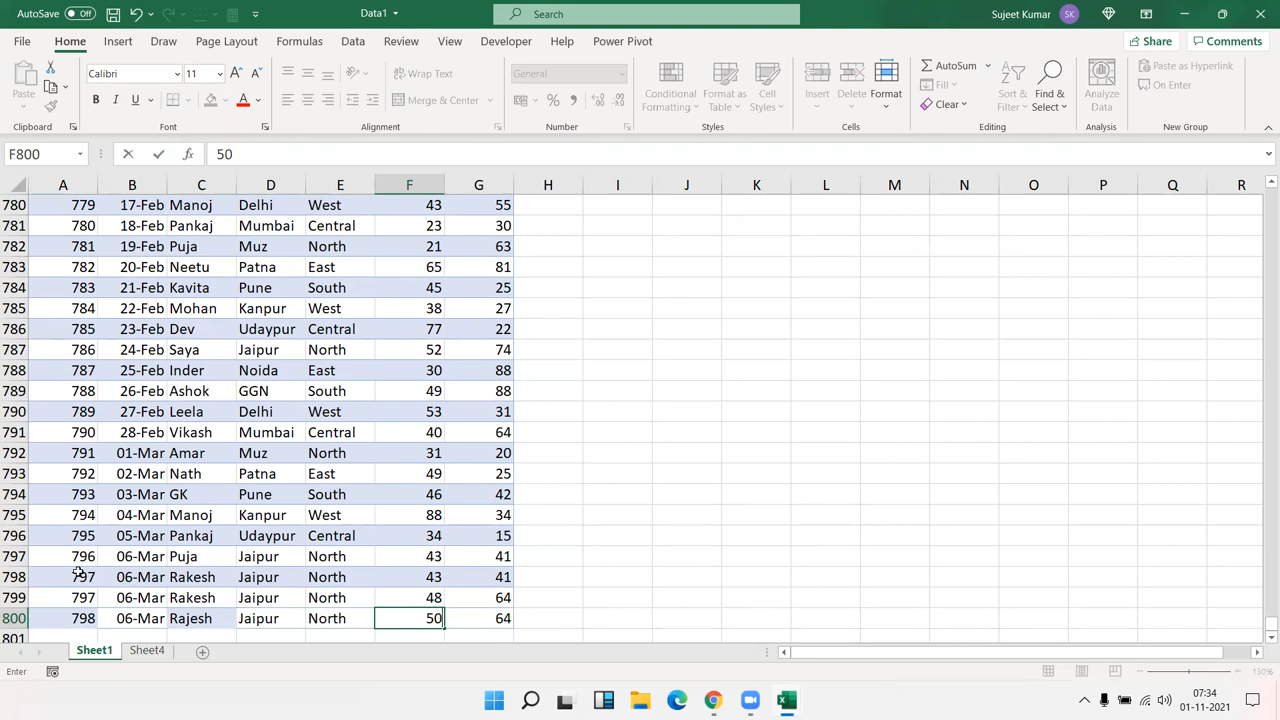 AutoSave Off Data1 Search Sujeet Kumar SK
File Home Insert Draw Page Layout Formulas Data Review View Developer Help Power Pivot Share Comments
Paste Calibri 11 Wrap Text General Conditional Format as Cell Insert Delete Format AutoSum Sort & Find & Analyze Paste as Hyperlink
B I U A Merge & Center % Formatting Table Styles Fill Filter Select Data On Enter
Clear
Clipboard Font Alignment Number Styles Cells Editing Analysis New Group
F800 fx 50
A B C D E F G H I J K L M N O P Q R
780 779 17-Feb Manoj Delhi West 43 55
781 780 18-Feb Pankaj Mumbai Central 23 30
782 781 19-Feb Puja Muz North 21 63
783 782 20-Feb Neetu Patna East 65 81
784 783 21-Feb Kavita Pune South 45 25
785 784 22-Feb Mohan Kanpur West 38 27
786 785 23-Feb Dev Udaypur Central 77 22
787 786 24-Feb Saya Jaipur North 52 74
788 787 25-Feb Inder Noida East 30 88
789 788 26-Feb Ashok GGN South 49 88
790 789 27-Feb Leela Delhi West 53 31
791 790 28-Feb Vikash Mumbai Central 40 64
792 791 01-Mar Amar Muz North 31 20
793 792 02-Mar Nath Patna East 49 25
794 793 03-Mar GK Pune South 46 42
795 794 04-Mar Manoj Kanpur West 88 34
796 795 05-Mar Pankaj Udaypur Central 34 15
797 796 06-Mar Puja Jaipur North 43 41
798 797 06-Mar Rakesh Jaipur North 43 41
799 797 06-Mar Rakesh Jaipur North 48 64
800 798 06-Mar Rajesh Jaipur North 50 64
801
Sheet1 Sheet4
Enter 130%
07:34
01-11-2021